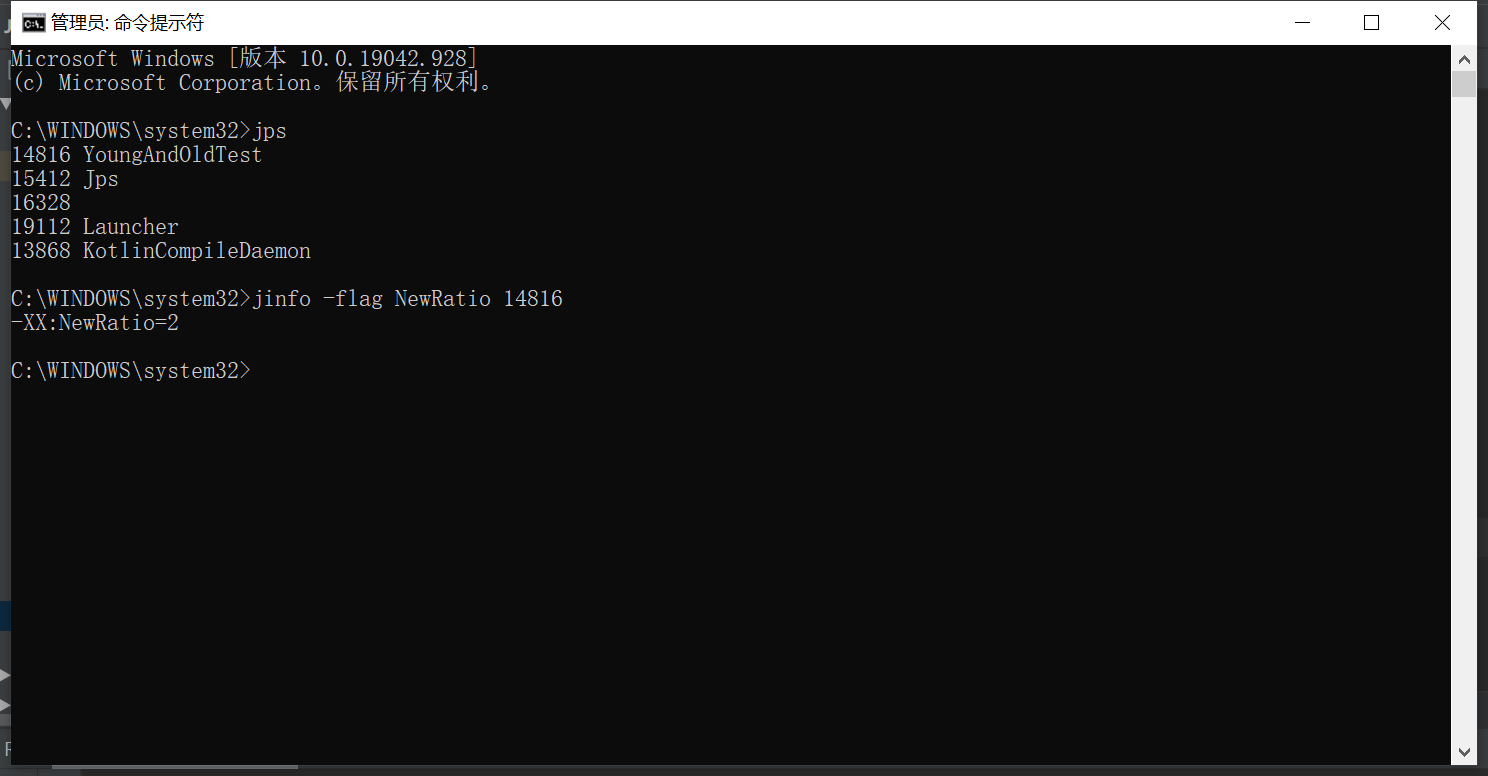 管理员: 命令提示符
Microsoft Windows [版本 10.0.19042.928]
(c) Microsoft Corporation。保留所有权利。
C:\WINDOWS\system32>jps
14816 YoungAndOldTest
15412 Jps
16328
19112 Launcher
13868 KotlinCompileDaemon
C:\WINDOWS\system32>jinfo -flag NewRatio 14816
-XX:NewRatio=2
C:\WINDOWS\system32>